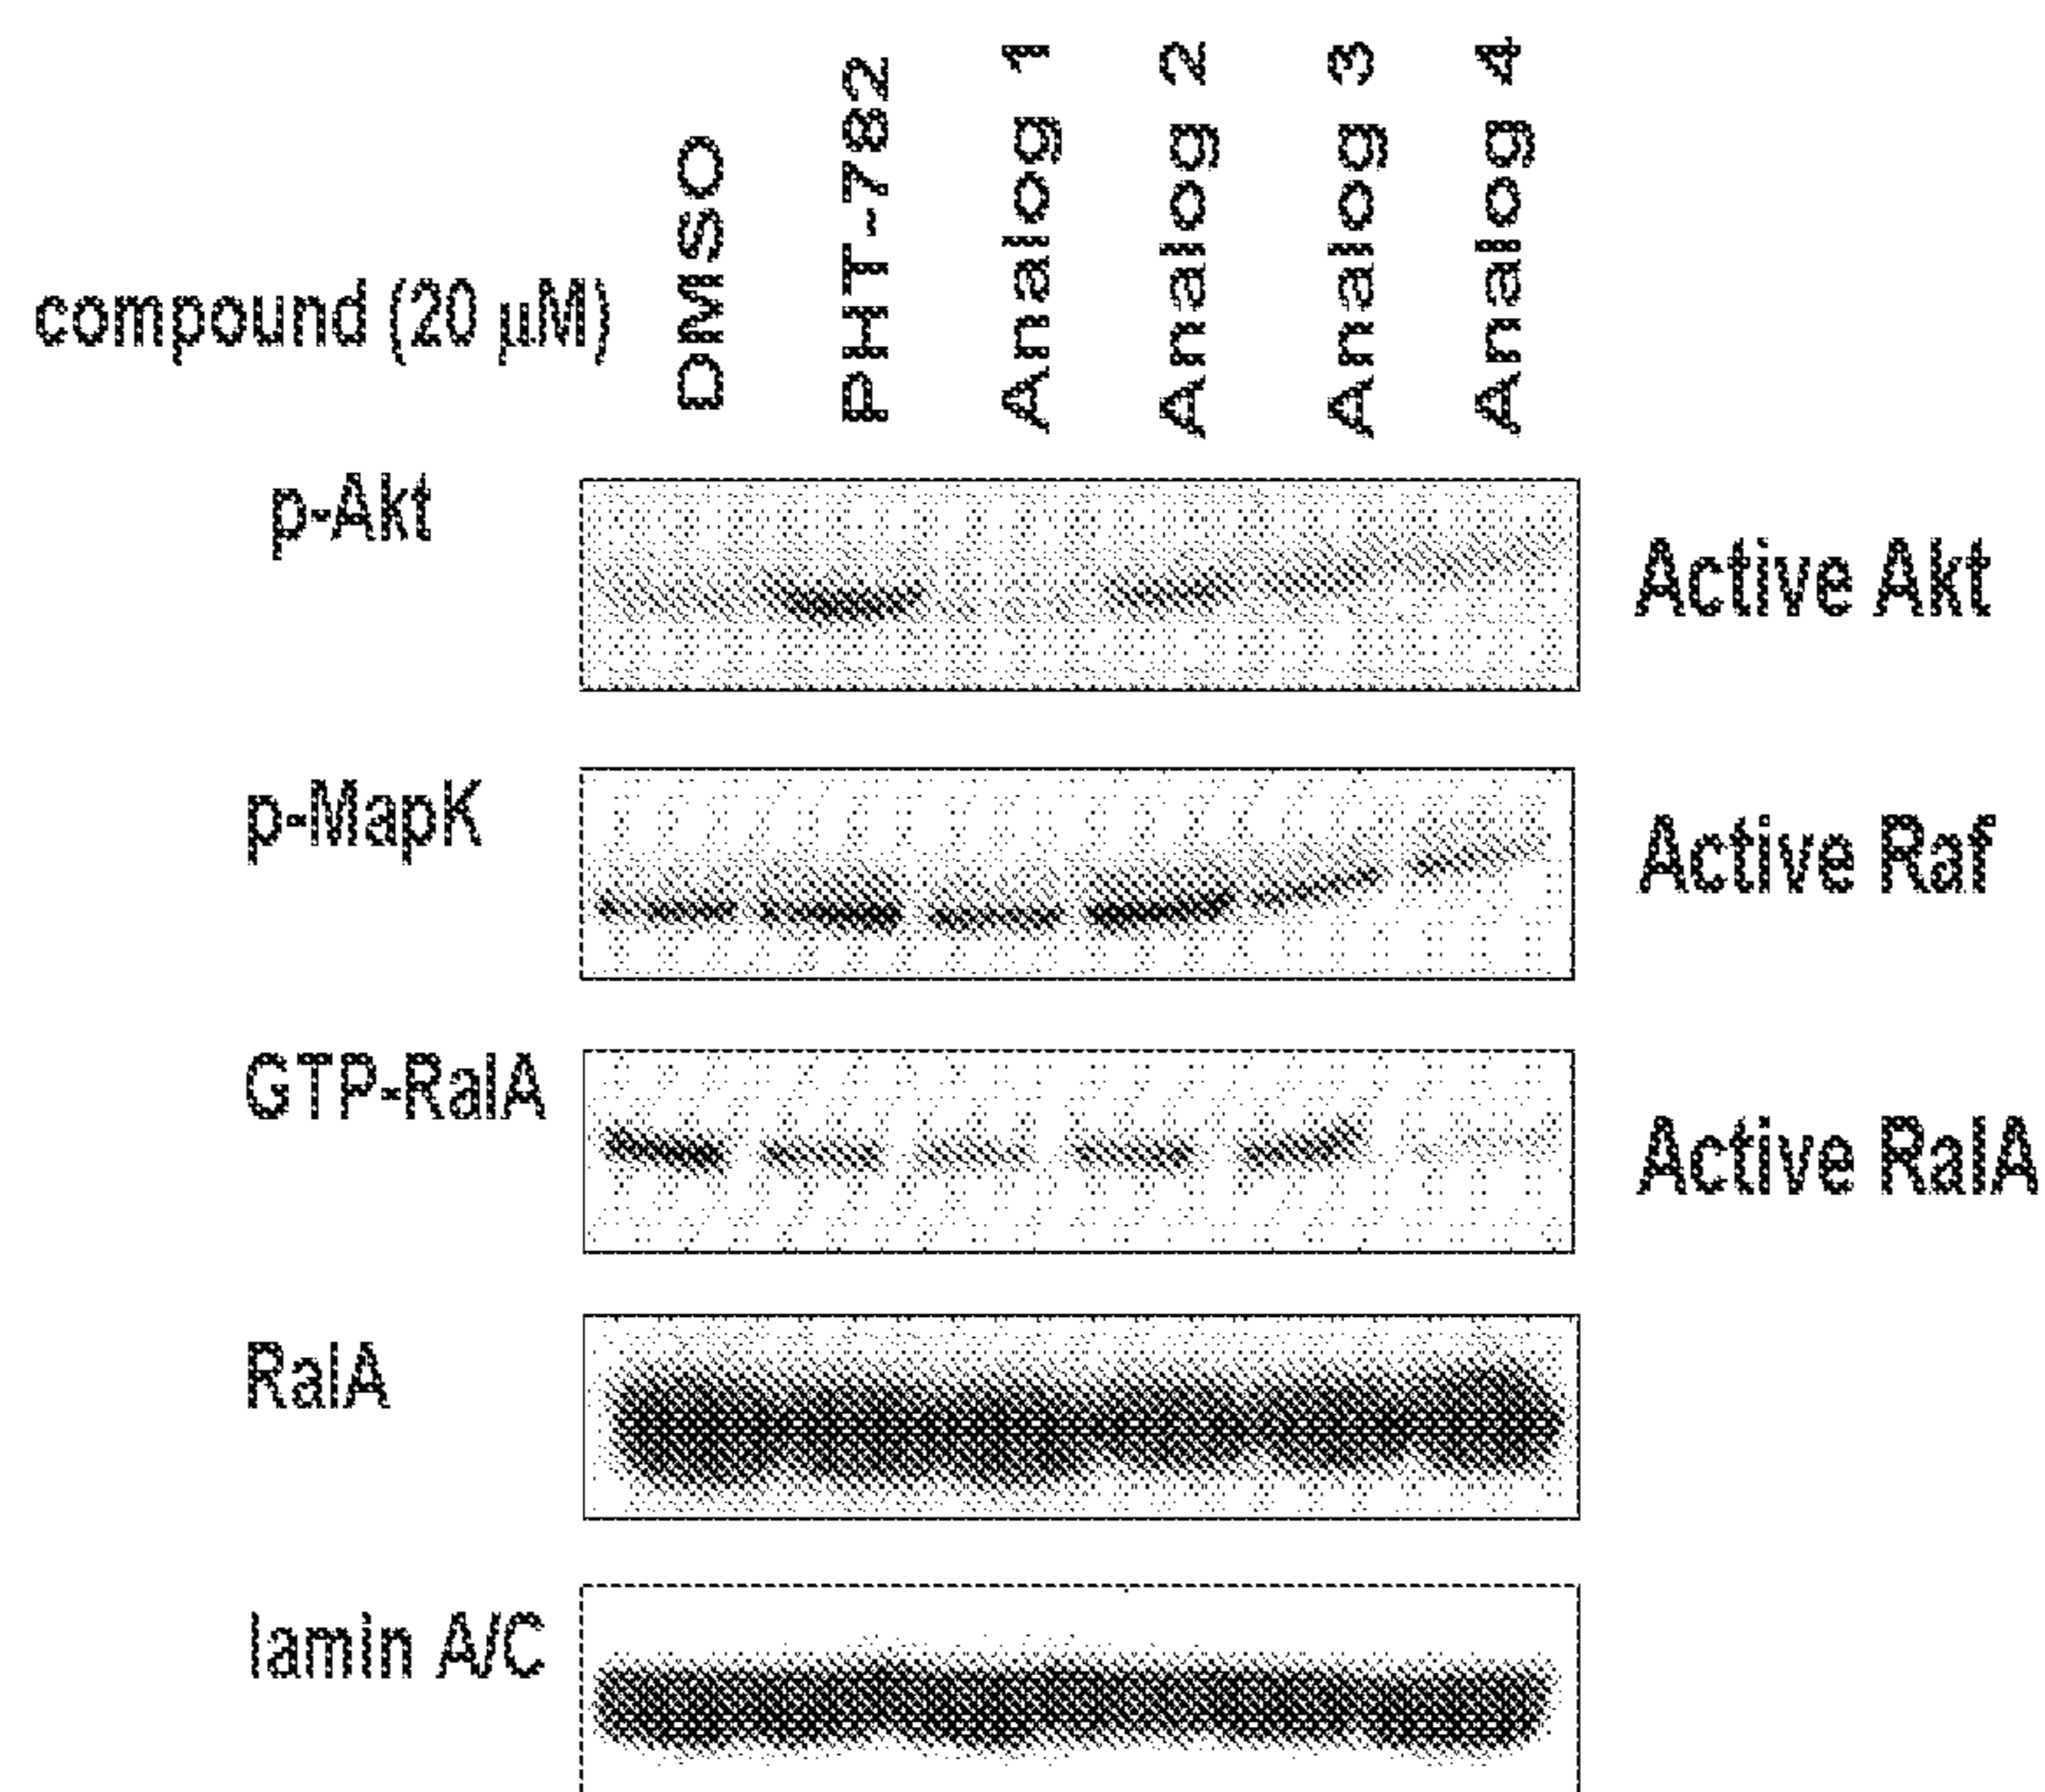 DMSO
PHT-782
Analog 1
Analog 2
Analog 3
Analog 4
compound (20 µM)
p-Akt
Active Akt
p-MapK
Active Raf
GTP-RalA
Active RalA
RalA
lamin A/C